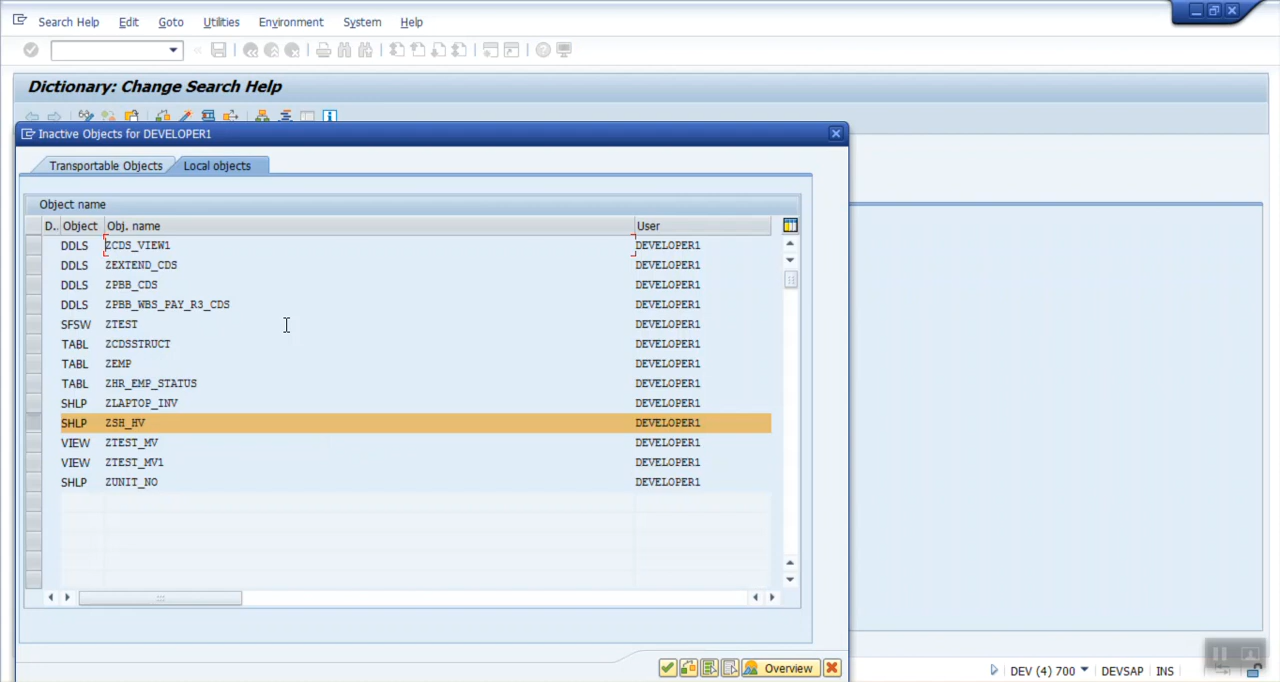 Search Help Edit Goto Utilities Environment System Help
Dictionary: Change Search Help
Inactive Objects for DEVELOPER1
Transportable Objects Local objects
Object name
D.. Object Obj. name User
DDLS ZCDS_VIEW1 DEVELOPER1
DDLS ZEXTEND_CDS DEVELOPER1
DDLS ZPBB_CDS DEVELOPER1
DDLS ZPBB_WBS_PAY_R3_CDS DEVELOPER1
SFSW ZTEST DEVELOPER1
TABL ZCDSSTRUCT DEVELOPER1
TABL ZEMP DEVELOPER1
TABL ZHR_EMP_STATUS DEVELOPER1
SHLP ZLAPTOP_INV DEVELOPER1
SHLP ZSH_HV DEVELOPER1
VIEW ZTEST_MV DEVELOPER1
VIEW ZTEST_MV1 DEVELOPER1
SHLP ZUNIT_NO DEVELOPER1
Overview
DEV (4) 700 DEVSAP INS